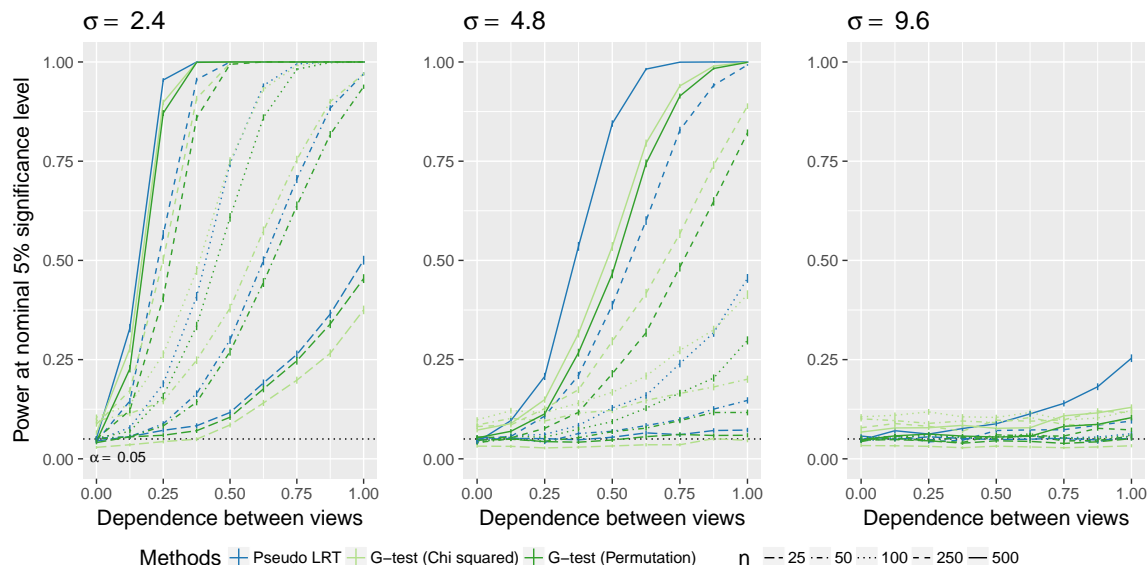 σ = 2.4
σ = 4.8
σ = 9.6
Power at nominal 5% significance level
1.00
0.75
0.50
0.25
0.00
α = 0.05
0.00 0.25 0.50 0.75 1.00
Dependence between views
1.00
0.75
0.50
0.25
0.00
0.00 0.25 0.50 0.75 1.00
Dependence between views
1.00
0.75
0.50
0.25
0.00
0.00 0.25 0.50 0.75 1.00
Dependence between views
Methods Pseudo LRT G-test (Chi squared) G-test (Permutation) n 25 50 100 250 500